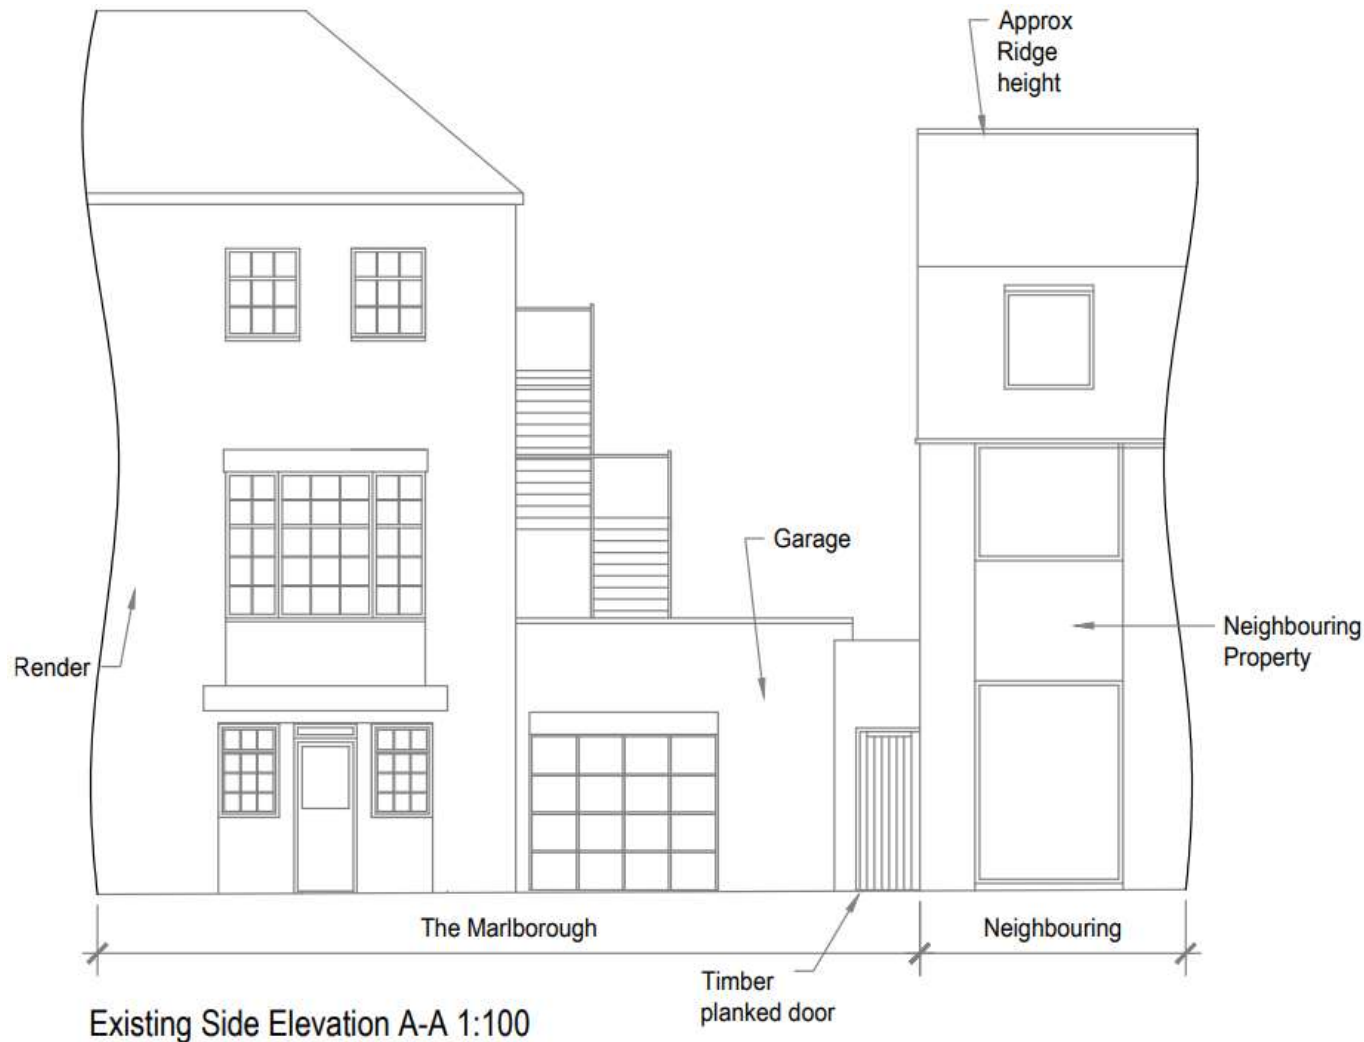 Approx
Ridge
height
Garage
Neighbouring
Property
Render
The Marlborough
Neighbouring
Timber
planked door
Existing Side Elevation A-A 1:100